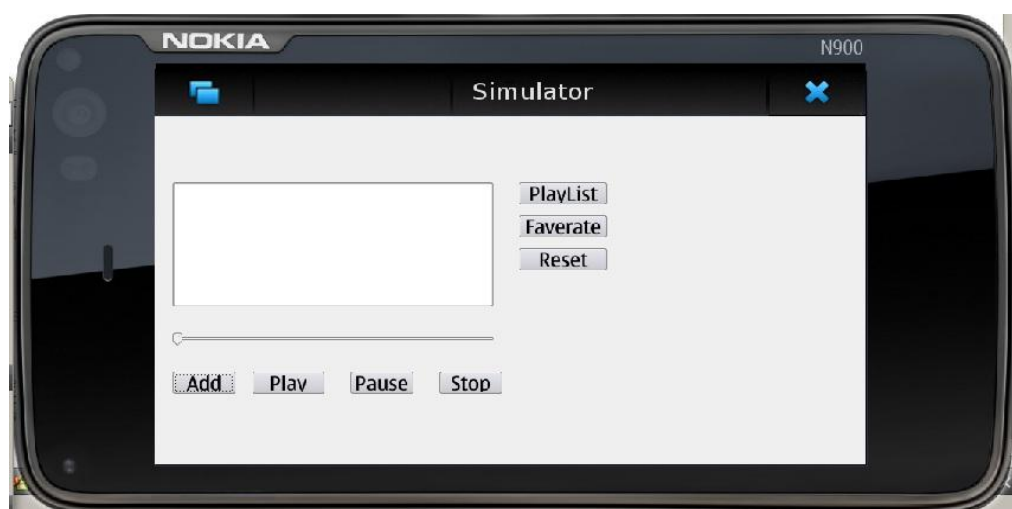 NOKIA
N900
Simulator
PlayList
Faverate
Reset
Add Play Pause Stop